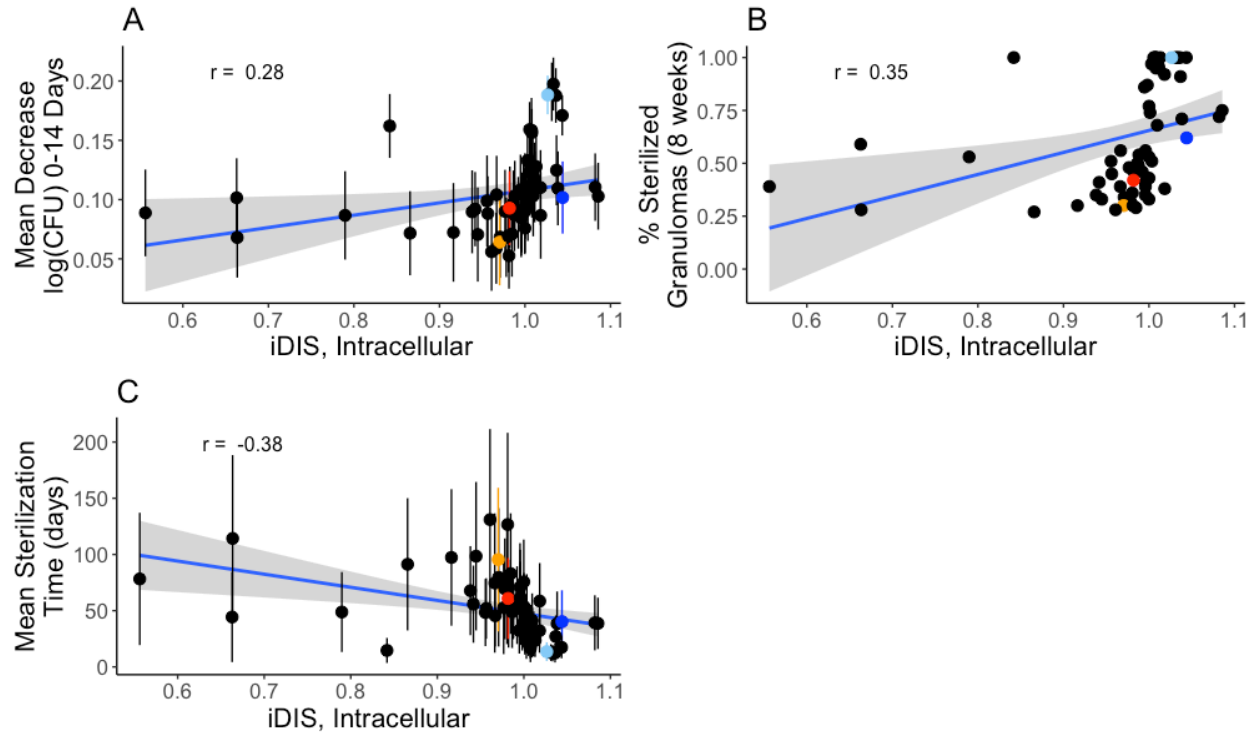 A
r = 0.28
Mean Decrease
log(CFU) 0-14 Days
0.20
0.15
0.10
0.05
0.6 0.7 0.8 0.9 1.0 1.1
iDIS, Intracellular
B
r = 0.35
% Sterilized
Granulomas (8 weeks)
1.00
0.75
0.50
0.25
0.00
0.6 0.7 0.8 0.9 1.0 1.1
iDIS, Intracellular
C
r = -0.38
Mean Sterilization
Time (days)
200
150
100
50
0
0.6 0.7 0.8 0.9 1.0 1.1
iDIS, Intracellular